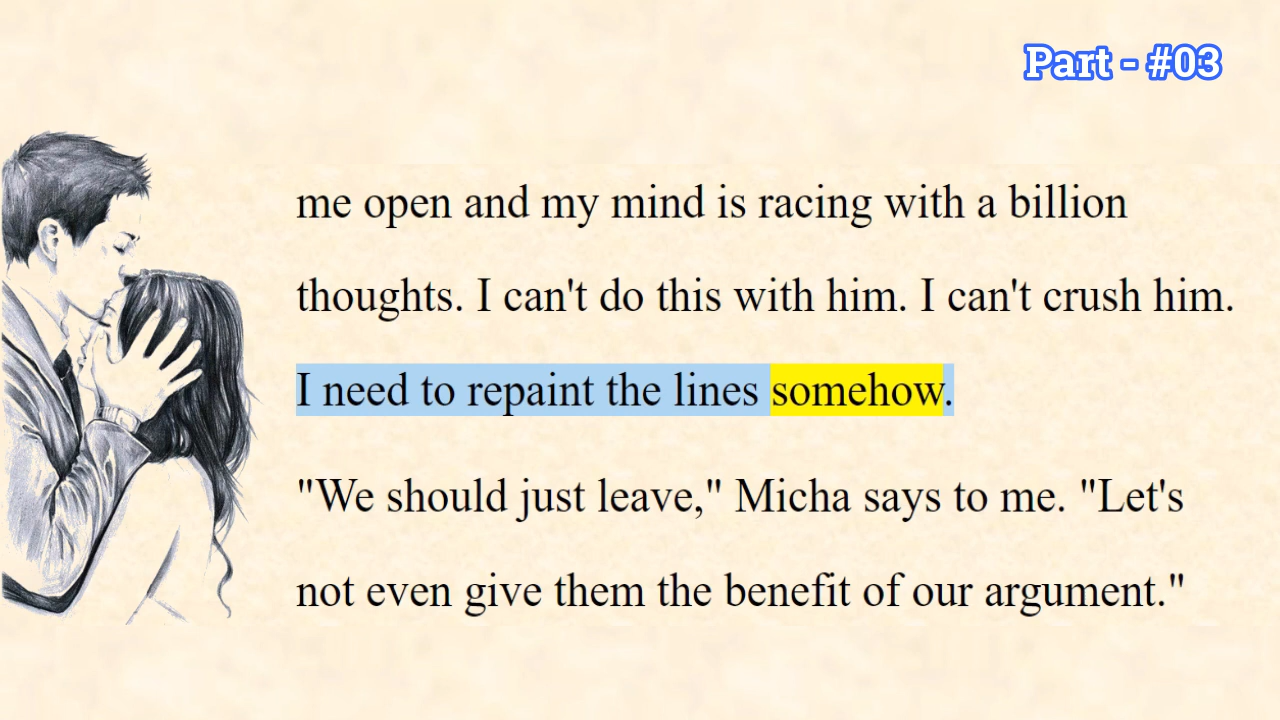 Part - #03
me open and my mind is racing with a billion
thoughts. I can't do this with him. I can't crush him.
I need to repaint the lines somehow.
"We should just leave," Micha says to me. "Let's
not even give them the benefit of our argument."